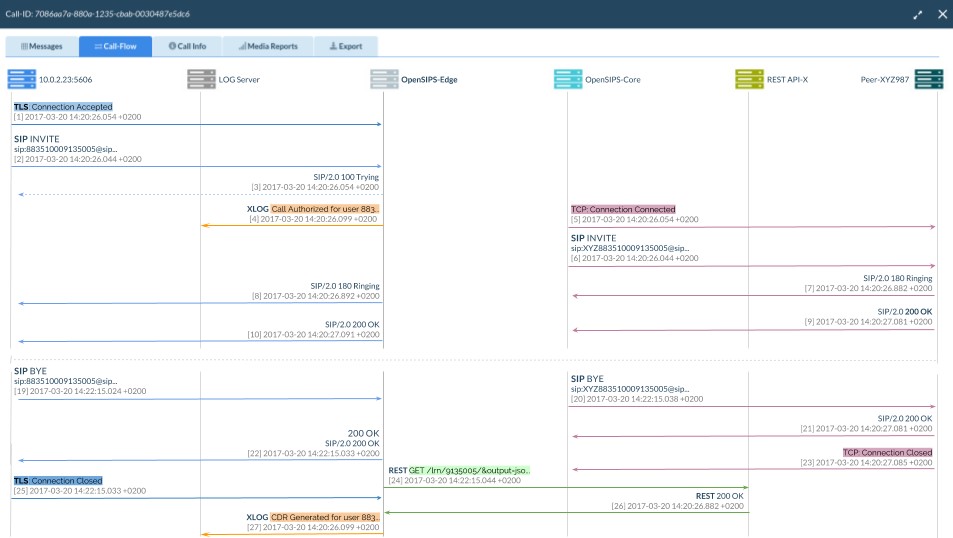 Call-ID: 7086aa7a-880a-1235-cbab-0030487e5dc6
Messages
Call-Flow
Call Info
Media Reports
Export
10.0.2.23:5606
LOG Server
OpenSIPS-Edge
OpenSIPS-Core
REST API-X
Peer-XYZ987
TLS: Connection Accepted
[1] 2017-03-20 14:20:26.054 +0200
SIP INVITE
sip:883510009135005@sip...
[2] 2017-03-20 14:20:26.044 +0200
SIP/2.0 100 Trying
[3] 2017-03-20 14:20:26.054 +0200
XLOG Call Authorized for user 883..
[4] 2017-03-20 14:20:26.099 +0200
TCP: Connection Connected
[5] 2017-03-20 14:20:26.054 +0200
SIP INVITE
sip:XYZ883510009135005@sip...
[6] 2017-03-20 14:20:26.044 +0200
SIP/2.0 180 Ringing
[7] 2017-03-20 14:20:26.882 +0200
SIP/2.0 180 Ringing
[8] 2017-03-20 14:20:26.892 +0200
SIP/2.0 200 OK
[9] 2017-03-20 14:20:27.081 +0200
SIP/2.0 200 OK
[10] 2017-03-20 14:20:27.091 +0200
SIP BYE
sip:883510009135005@sip...
[19] 2017-03-20 14:22:15.024 +0200
SIP BYE
sip:XYZ883510009135005@sip...
[20] 2017-03-20 14:22:15.038 +0200
SIP/2.0 200 OK
[21] 2017-03-20 14:20:27.081 +0200
200 OK
SIP/2.0 200 OK
[22] 2017-03-20 14:22:15.033 +0200
TCP: Connection Closed
[23] 2017-03-20 14:20:27.085 +0200
REST GET /lrn/9135005/&output=jso...
[24] 2017-03-20 14:22:15.044 +0200
TLS: Connection Closed
[25] 2017-03-20 14:22:15.033 +0200
REST 200 OK
[26] 2017-03-20 14:20:26.882 +0200
XLOG CDR Generated for user 883..
[27] 2017-03-20 14:20:26.099 +0200